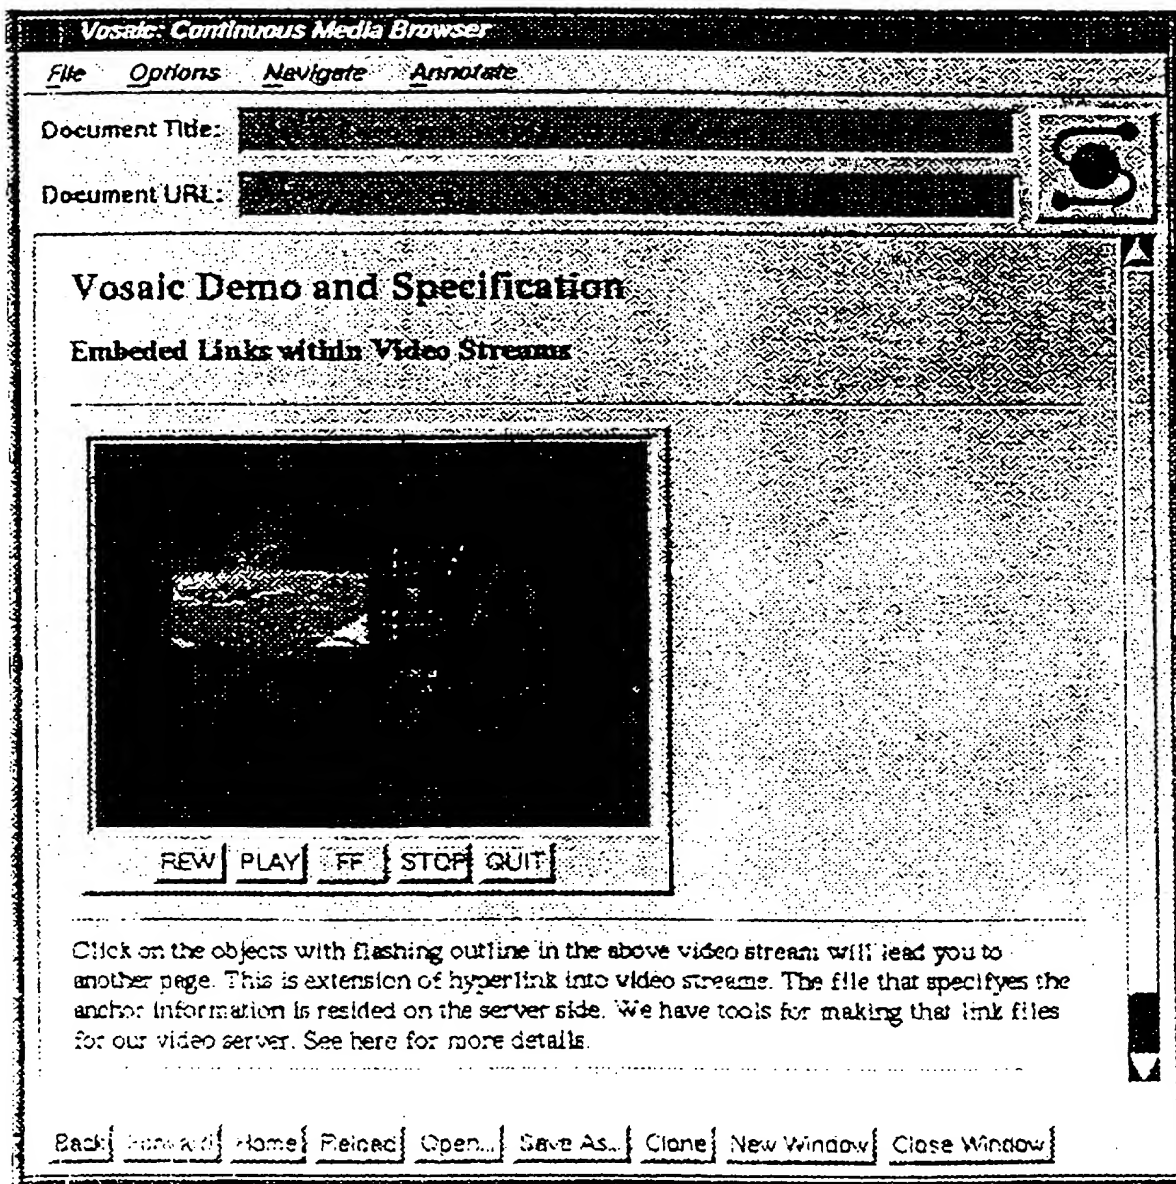 Vosaic: Continuous Media Browser
File Options Navigate Annotate
Document Title:
Document URL:
Vosaic Demo and Specification
Embeded Links within Video Streams
REW PLAY FF STOP QUIT
Click on the objects with flashing outline in the above video stream will lead you to
another page. This is extension of hyperlink into video streams. The file that specifyes the
anchor information is resided on the server side. We have tools for making that link files
for our video server. See here for more details.
Back Forward Home Reload Open... Save As... Clone New Window Close Window